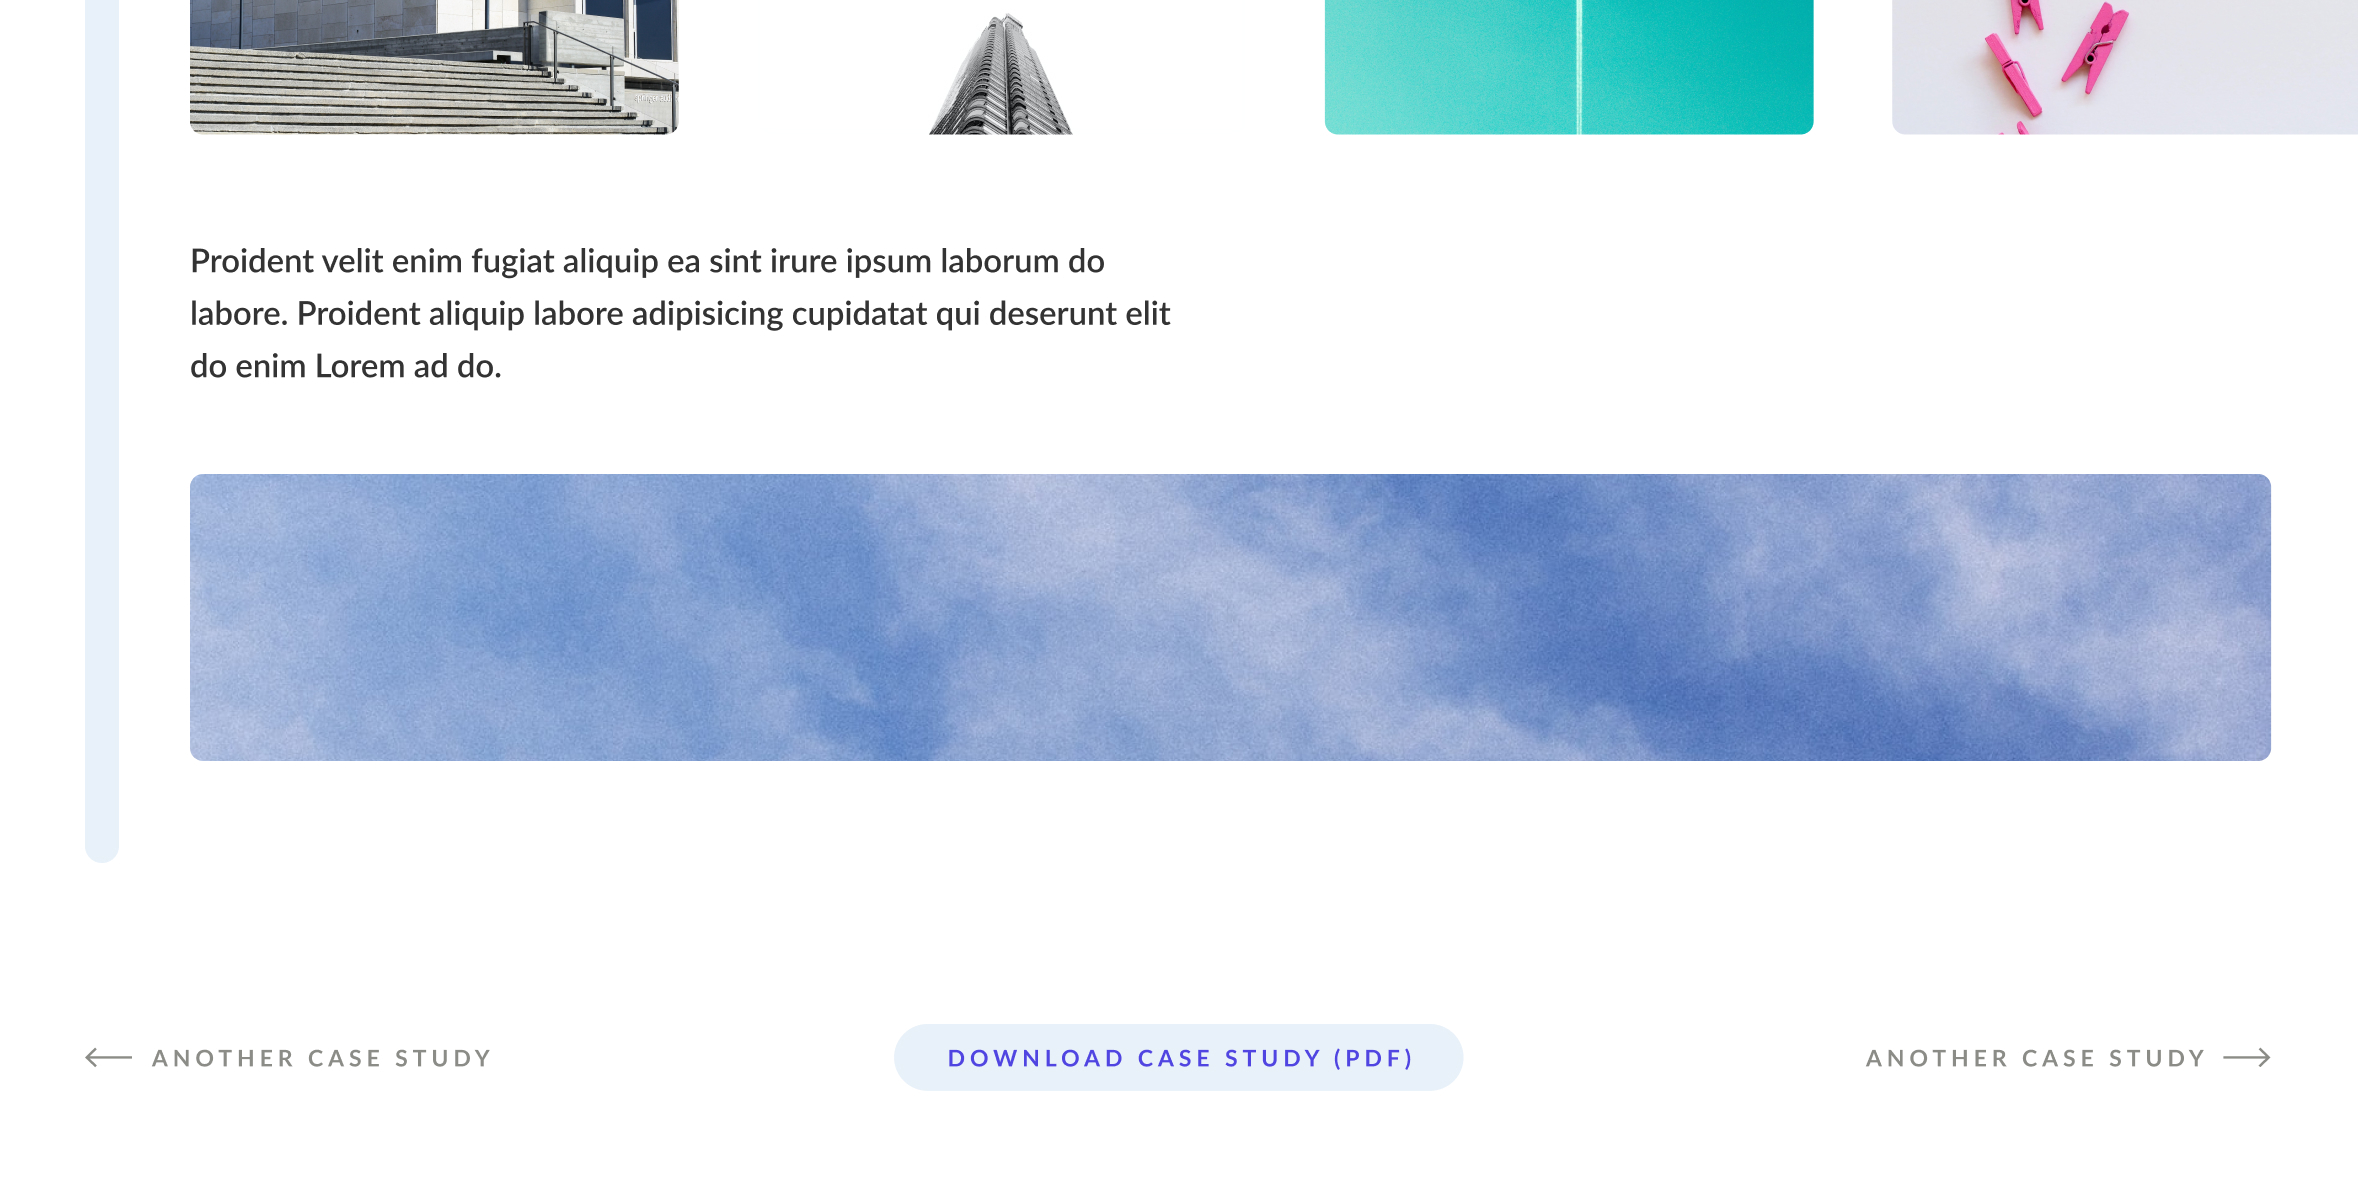 Proident velit enim fugiat aliquip ea sint irure ipsum laborum do
labore. Proident aliquip labore adipisicing cupidatat qui deserunt elit
do enim Lorem ad do.
ANOTHER CASE STUDY
DOWNLOAD CASE STUDY (PDF)
ANOTHER CASE STUDY